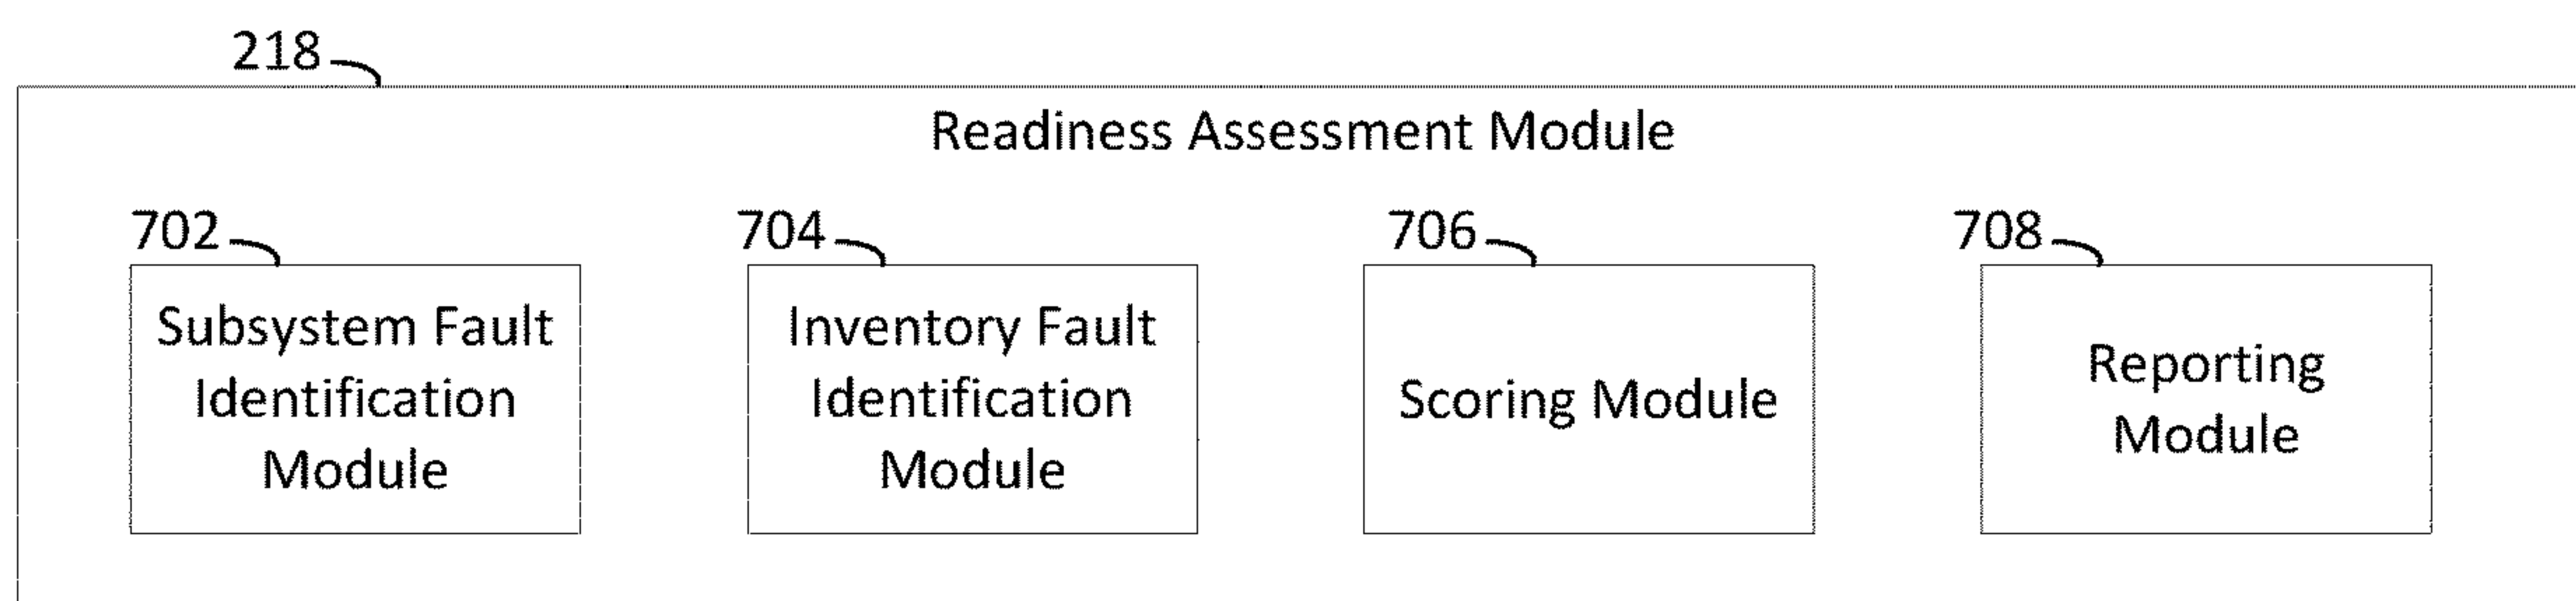 218
Readiness Assessment Module
702
704
706
708
Subsystem Fault
Identification
Module
Inventory Fault
Identification
Module
Scoring Module
Reporting
Module